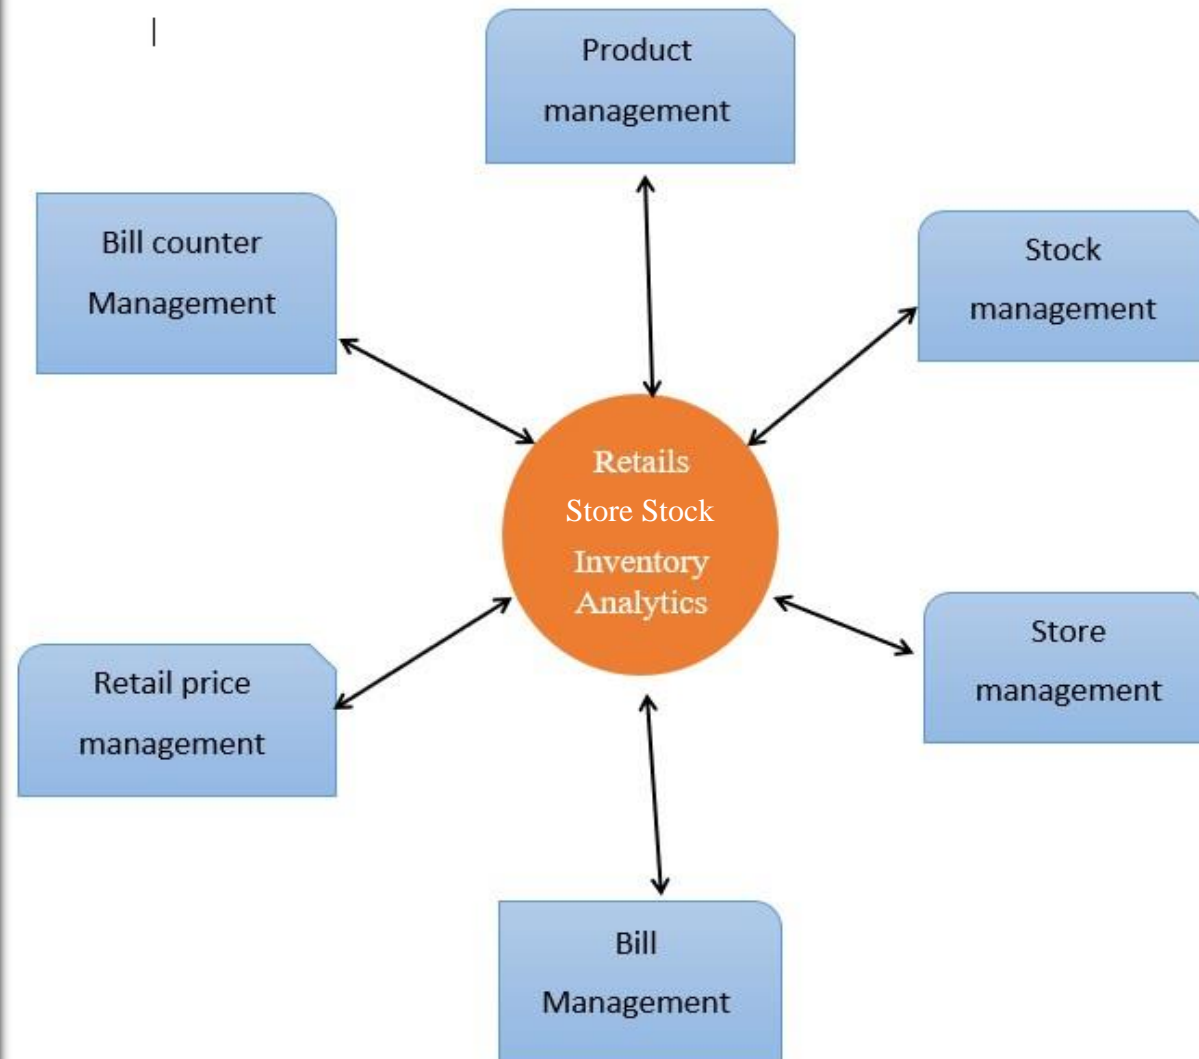 Product
management
Bill counter
Management
Stock
management
Retails
Store Stock
Inventory
Analytics
Store
management
Retail price
management
Bill
Management